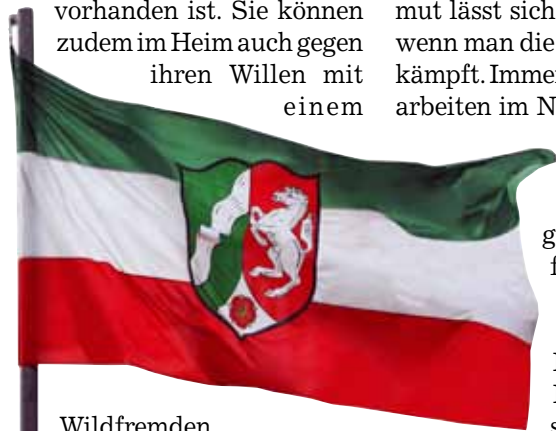 vorhanden ist. Sie können
zudem im Heim auch gegen
ihren Willen mit
einem
Wildfremden
mut lässt sich
wenn man die
kämpft. Imme
arbeiten im N
g
f